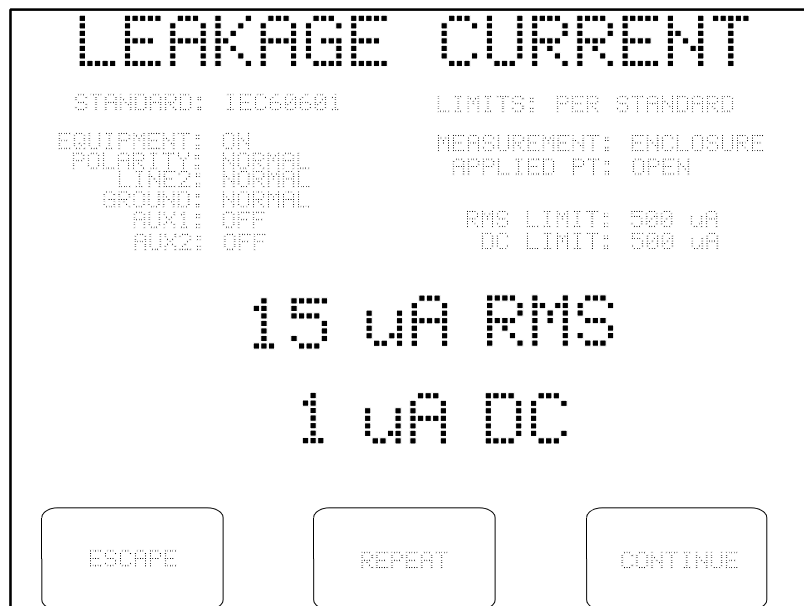 LEAKAGE CURRENT
STANDARD: IEC60601
LIMITS: PER STANDARD
EQUIPMENT: ON
POLARITY: NORMAL
LINE2: NORMAL
GROUND: NORMAL
AUX1: OFF
AUX2: OFF
MEASUREMENT: ENCLOSURE
APPLIED PT: OPEN
RMS LIMIT: 500 uA
DC LIMIT: 500 uA
15 uA RMS
1 uA DC
ESCAPE
REPEAT
CONTINUE